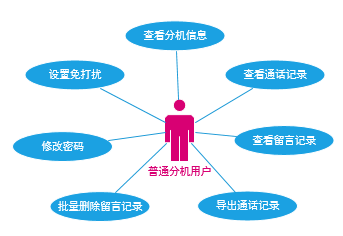 查看分机信息
设置免打扰
查看通话记录
修改密码
查看留言记录
普通分机用户
批量删除留言记录
导出通话记录